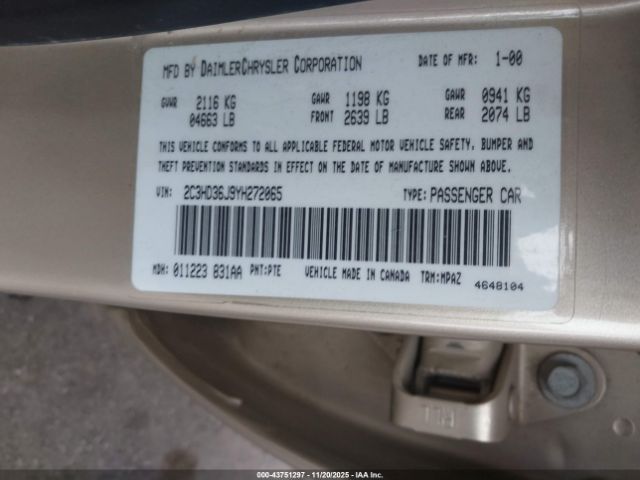 MFD BY DAIMLERCHRYSLER CORPORATION DATE OF MFR: 1-00
GVWR 2116 KG GAWR 1198 KG GAWR 0941 KG
04663 LB FRONT 2639 LB REAR 2074 LB
THIS VEHICLE CONFORMS TO ALL APPLICABLE FEDERAL MOTOR VEHICLE SAFETY, BUMPER AND
THEFT PREVENTION STANDARDS IN EFFECT ON THE DATE OF MANUFACTURE SHOWN ABOVE.
VIN: 2C3HD36J9YH272065 TYPE: PASSENGER CAR
MDH: 011223 831AA PNT:PTE VEHICLE MADE IN CANADA TRM:MPAZ
4648104
000-43751297 - 11/20/2025 - IAA Inc.